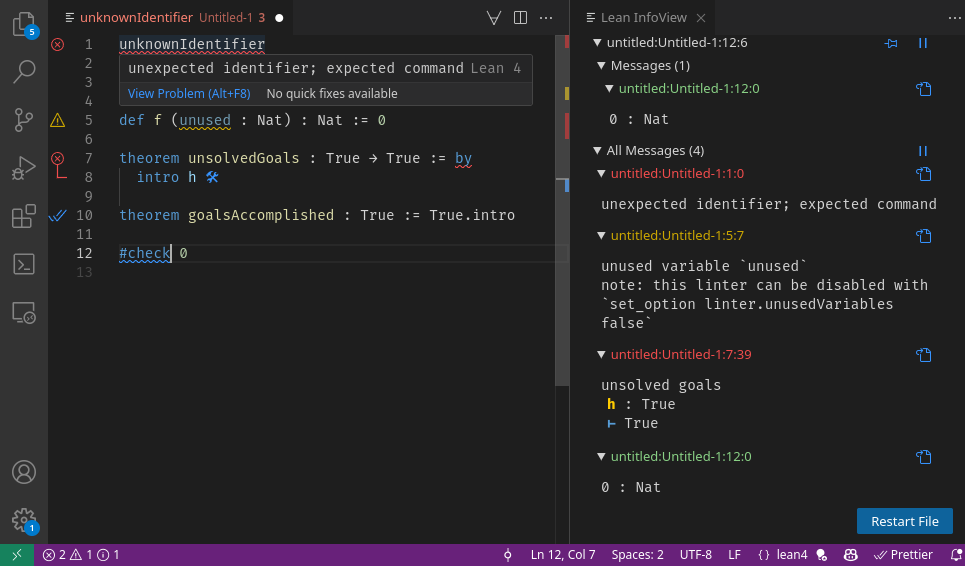 unknownIdentifier Untitled-1 3
Lean InfoView
5
1 unknownIdentifier
2
unexpected identifier; expected command Lean 4
3
View Problem (Alt+F8) No quick fixes available
4
5 def f (unused : Nat) : Nat := 0
6
7 theorem unsolvedGoals : True → True := by
8 intro h
9
10 theorem goalsAccomplished : True := True.intro
11
12 #check 0
13
untitled:Untitled-1:12:6
Messages (1)
untitled:Untitled-1:12:0
0 : Nat
All Messages (4)
untitled:Untitled-1:1:0
unexpected identifier; expected command
untitled:Untitled-1:5:7
unused variable `unused`
note: this linter can be disabled with
`set_option linter.unusedVariables
false`
untitled:Untitled-1:7:39
unsolved goals
h : True
⊢ True
untitled:Untitled-1:12:0
0 : Nat
Restart File
1
2 1 1 Ln 12, Col 7 Spaces: 2 UTF-8 LF {} lean4 Prettier